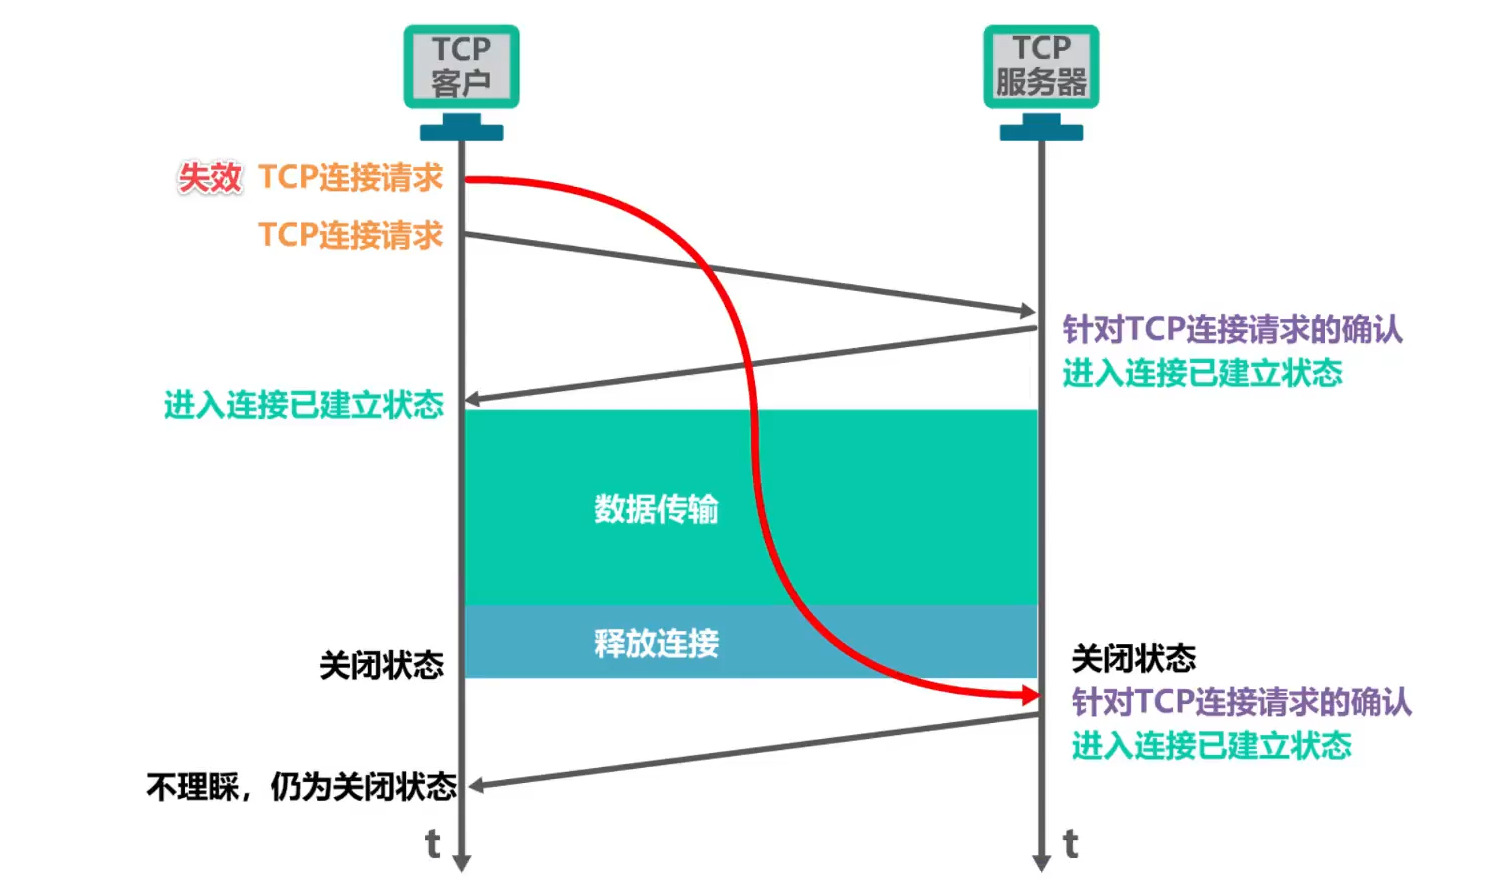 TCP
客户
TCP
服务器
失效 TCP连接请求
TCP连接请求
针对TCP连接请求的确认
进入连接已建立状态
进入连接已建立状态
数据传输
释放连接
关闭状态
关闭状态
针对TCP连接请求的确认
进入连接已建立状态
不理睬，仍为关闭状态
t
t